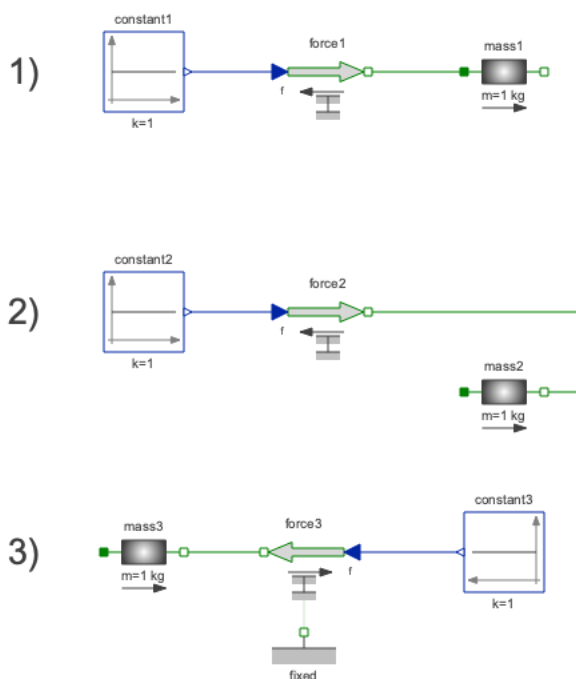 constant1
force1
mass1
1)
f
m=1 kg
k=1
constant2
force2
2)
f
k=1
mass2
m=1 kg
constant3
mass3
force3
3)
f
m=1 kg
k=1
fixed